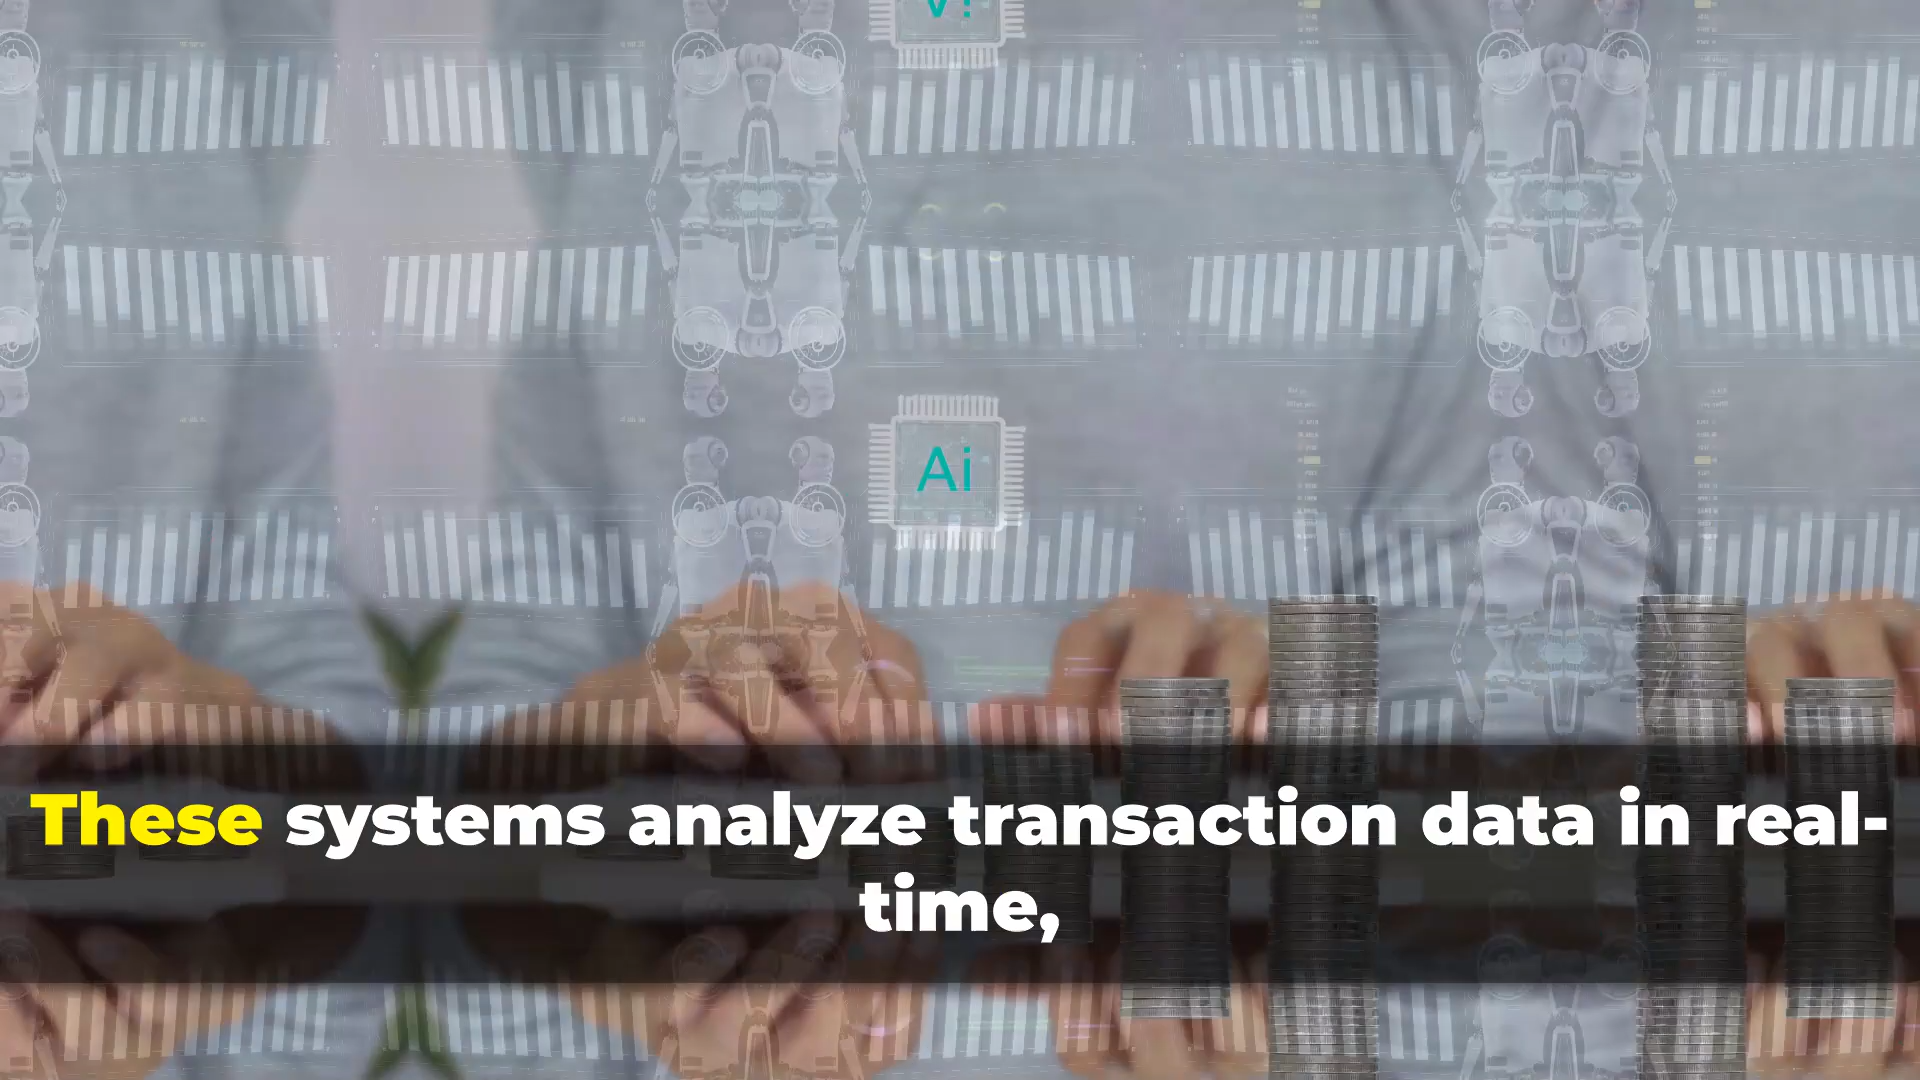 Ai
These systems analyze transaction data in real-
time,